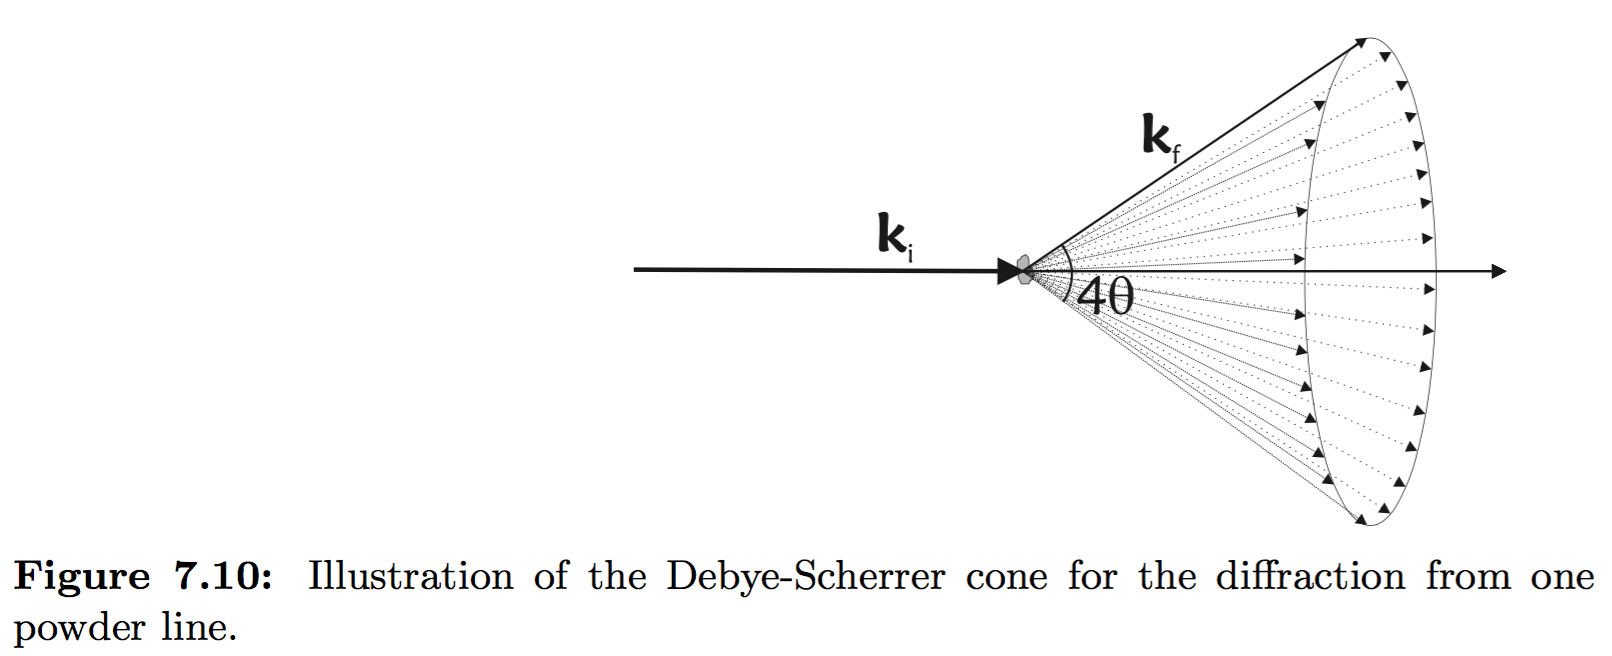 k_f
k_i
4θ
Figure 7.10: Illustration of the Debye-Scherrer cone for the diffraction from one
powder line.